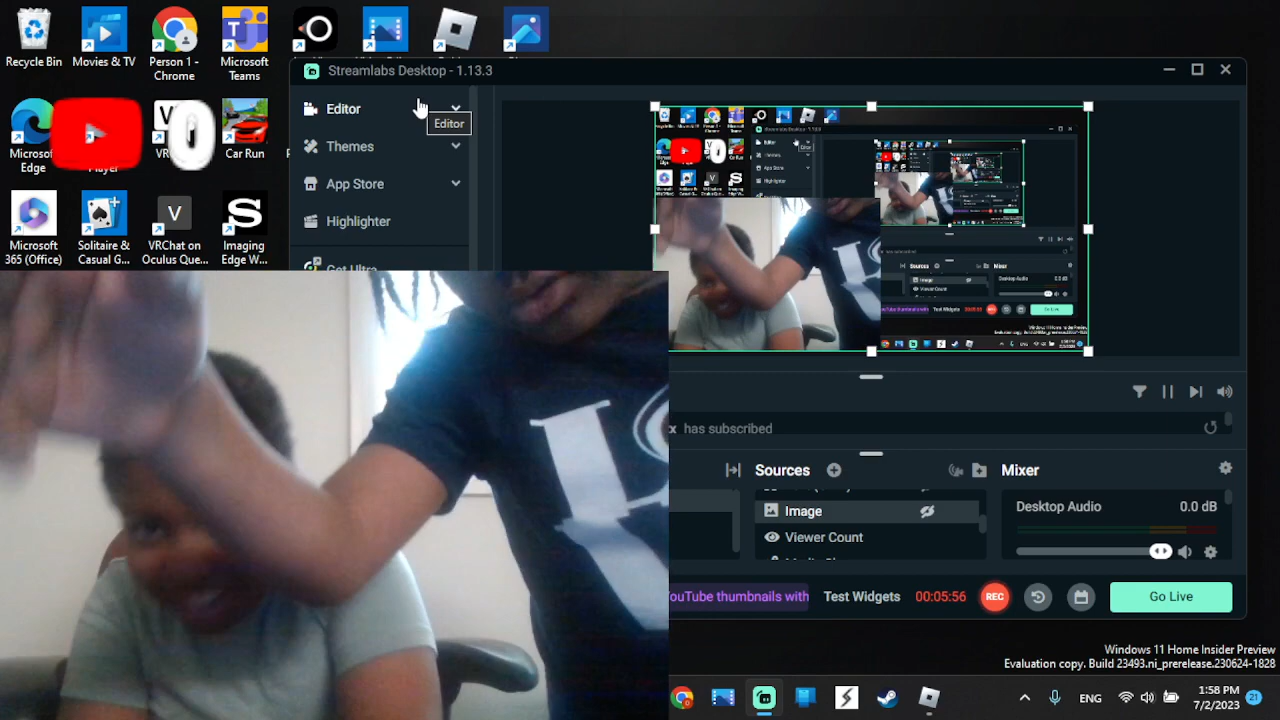 Recycle Bin
Movies & TV
Person 1 -
Chrome
Microsoft
Teams
Streamlabs Desktop - 1.13.3
Editor
Editor
Themes
App Store
Highlighter
Microsoft
Edge
Player
0
Car Run
Microsoft
365 (Office)
Solitaire &
Casual G...
V
VRChat on
Oculus Que...
S
Imaging
Edge W...
x has subscribed
Sources
Mixer
Image
Viewer Count
Desktop Audio
0.0 dB
YouTube thumbnails with
Test Widgets
00:05:56
REC
Go Live
Windows 11 Home Insider Preview
Evaluation copy. Build 23493.ni_prerelease.230624-1828
ENG
1:58 PM
7/2/2023
21